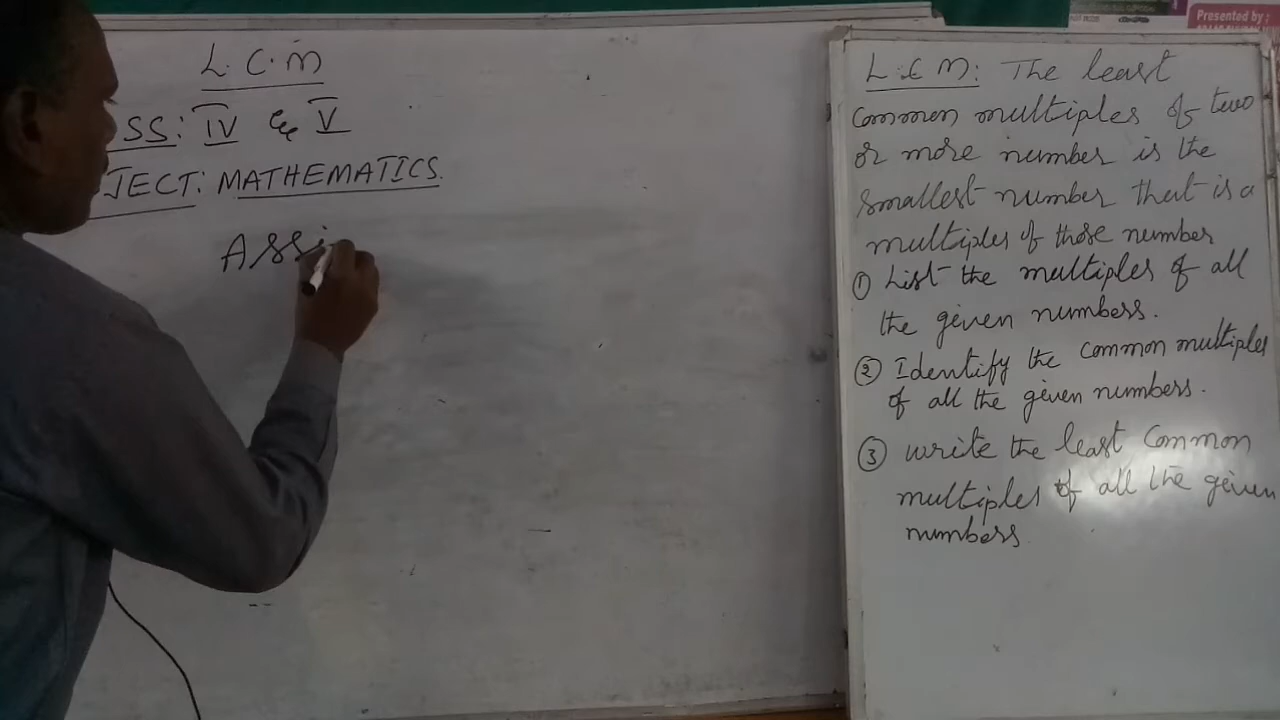 L.C.M
SS: IV & V
JECT: MATHEMATICS.
Assi
L.C.M: The least
Common multiples of two
or more number is the
smallest number that is a
multiples of those number
① List the multiples of all
the given numbers.
② Identify the common multiples
of all the given numbers.
③ write the least Common
multiples of all the given
numbers
Presented by :